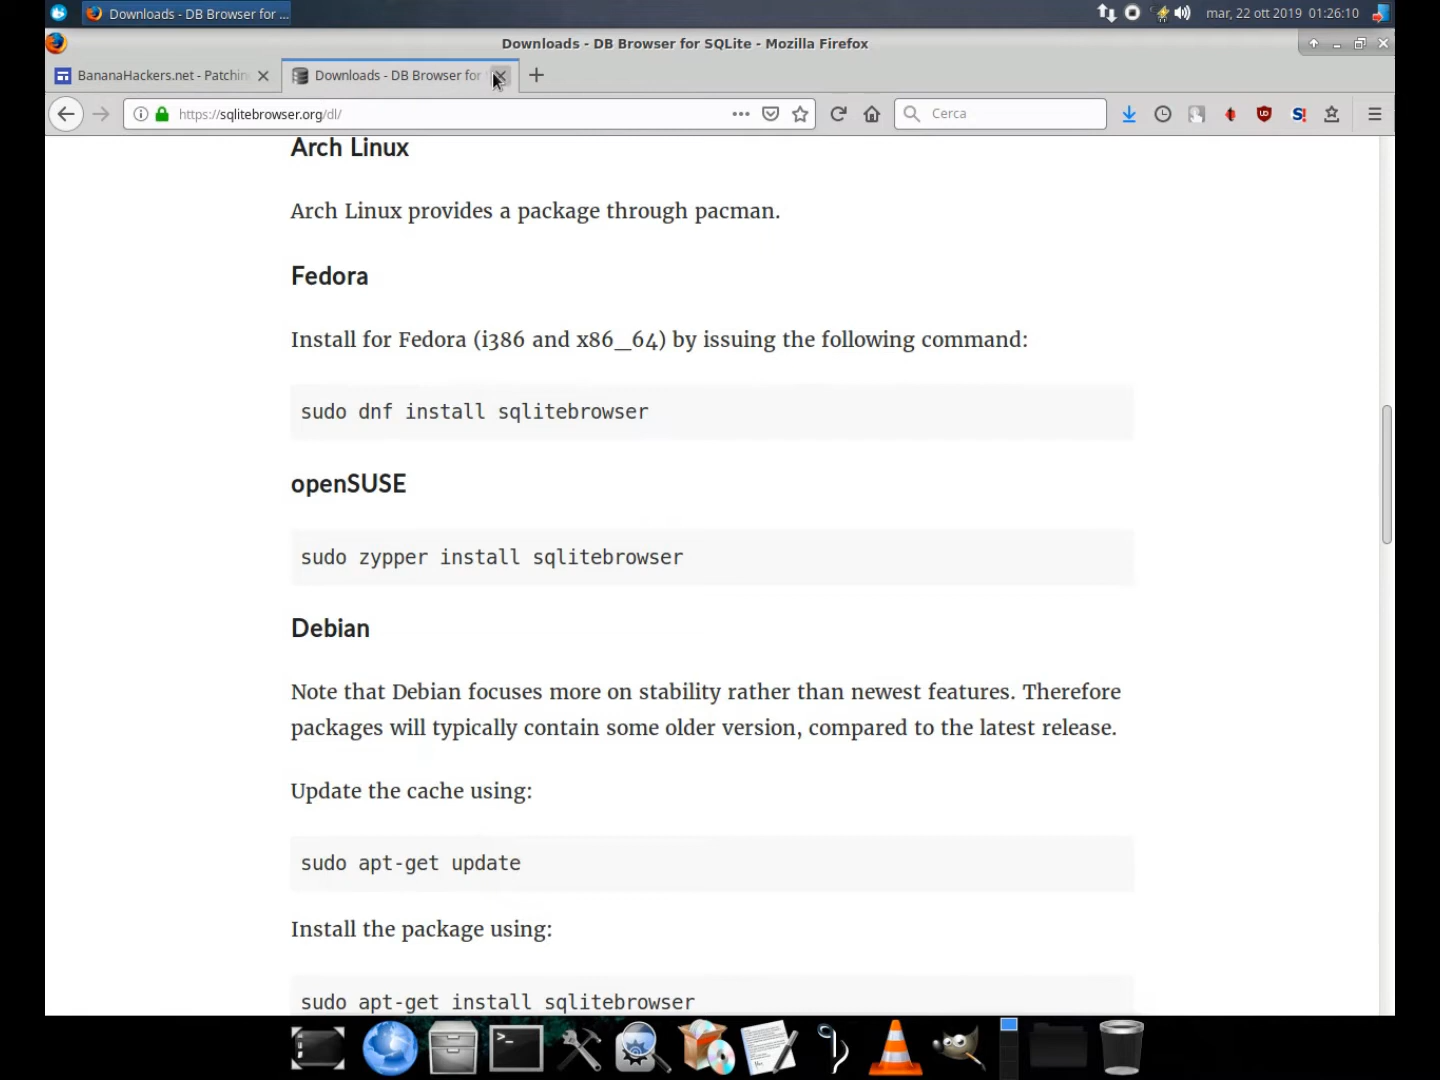 Downloads - DB Browser for ...
mar, 22 ott 2019 01:26:10
Downloads - DB Browser for SQLite - Mozilla Firefox
BananaHackers.net - Patchin
Downloads - DB Browser for
https://sqlitebrowser.org/dl/
Cerca
Arch Linux
Arch Linux provides a package through pacman.
Fedora
Install for Fedora (i386 and x86_64) by issuing the following command:
sudo dnf install sqlitebrowser
openSUSE
sudo zypper install sqlitebrowser
Debian
Note that Debian focuses more on stability rather than newest features. Therefore
packages will typically contain some older version, compared to the latest release.
Update the cache using:
sudo apt-get update
Install the package using:
sudo apt-get install sqlitebrowser